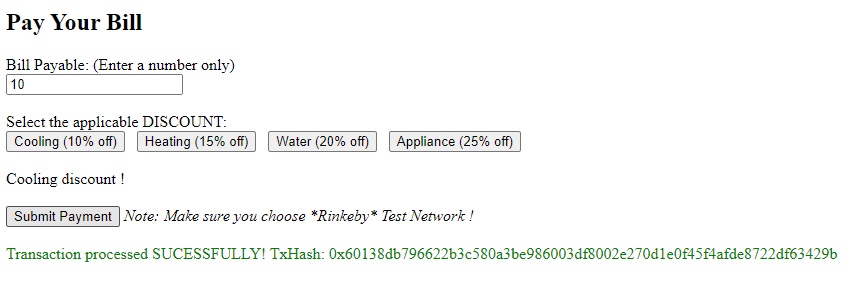 Pay Your Bill
Bill Payable: (Enter a number only)
10
Select the applicable DISCOUNT:
Cooling (10% off) Heating (15% off) Water (20% off) Appliance (25% off)
Cooling discount !
Submit Payment Note: Make sure you choose *Rinkeby* Test Network !
Transaction processed SUCESSFULLY! TxHash: 0x60138db796622b3c580a3be986003df8002e270d1e0f45f4afde8722df63429b